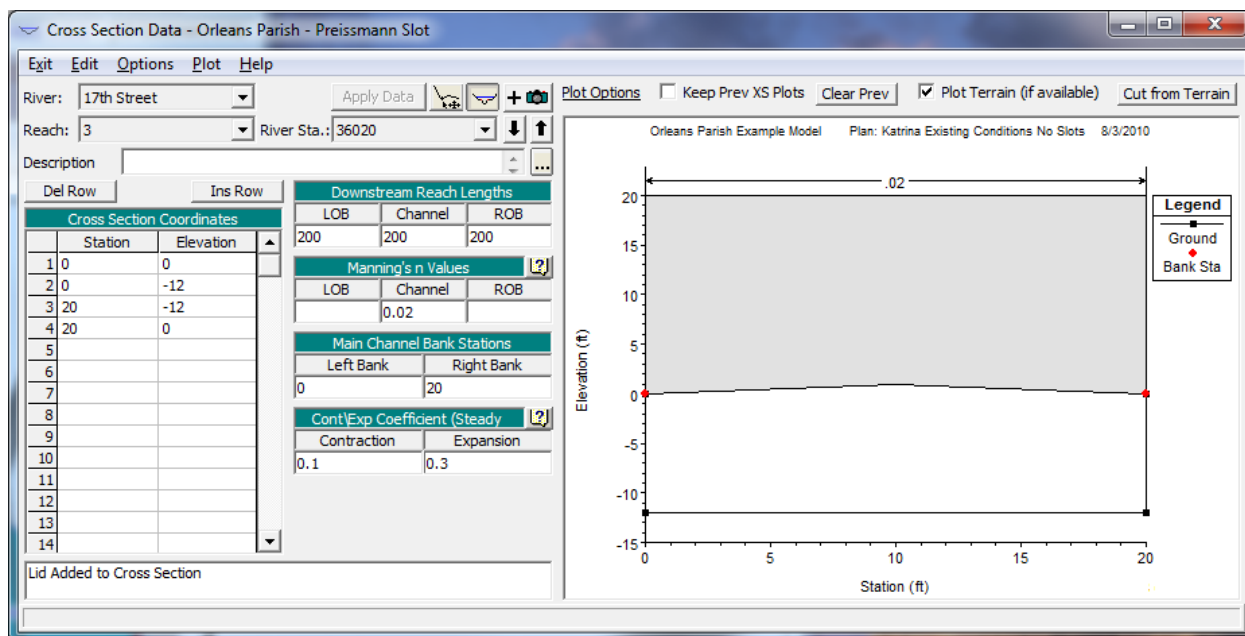 Cross Section Data - Orleans Parish - Preissmann Slot
Exit Edit Options Plot Help
River: 17th Street Apply Data Plot Options Keep Prev XS Plots Clear Prev Plot Terrain (if available) Cut from Terrain
Reach: 3 River Sta.: 36020
Description ...
Del Row Ins Row
Cross Section Coordinates
Station Elevation
1 0 0
2 0 -12
3 20 -12
4 20 0
5
6
7
8
9
10
11
12
13
14
Downstream Reach Lengths
LOB Channel ROB
200 200 200
Manning's n Values
LOB Channel ROB
0.02
Main Channel Bank Stations
Left Bank Right Bank
0 20
Cont\Exp Coefficient (Steady
Contraction Expansion
0.1 0.3
Lid Added to Cross Section
Orleans Parish Example Model Plan: Katrina Existing Conditions No Slots 8/3/2010
.02
20
15
10
5
0
-5
-10
-15
0 5 10 15 20
Elevation (ft)
Station (ft)
Legend
Ground
Bank Sta